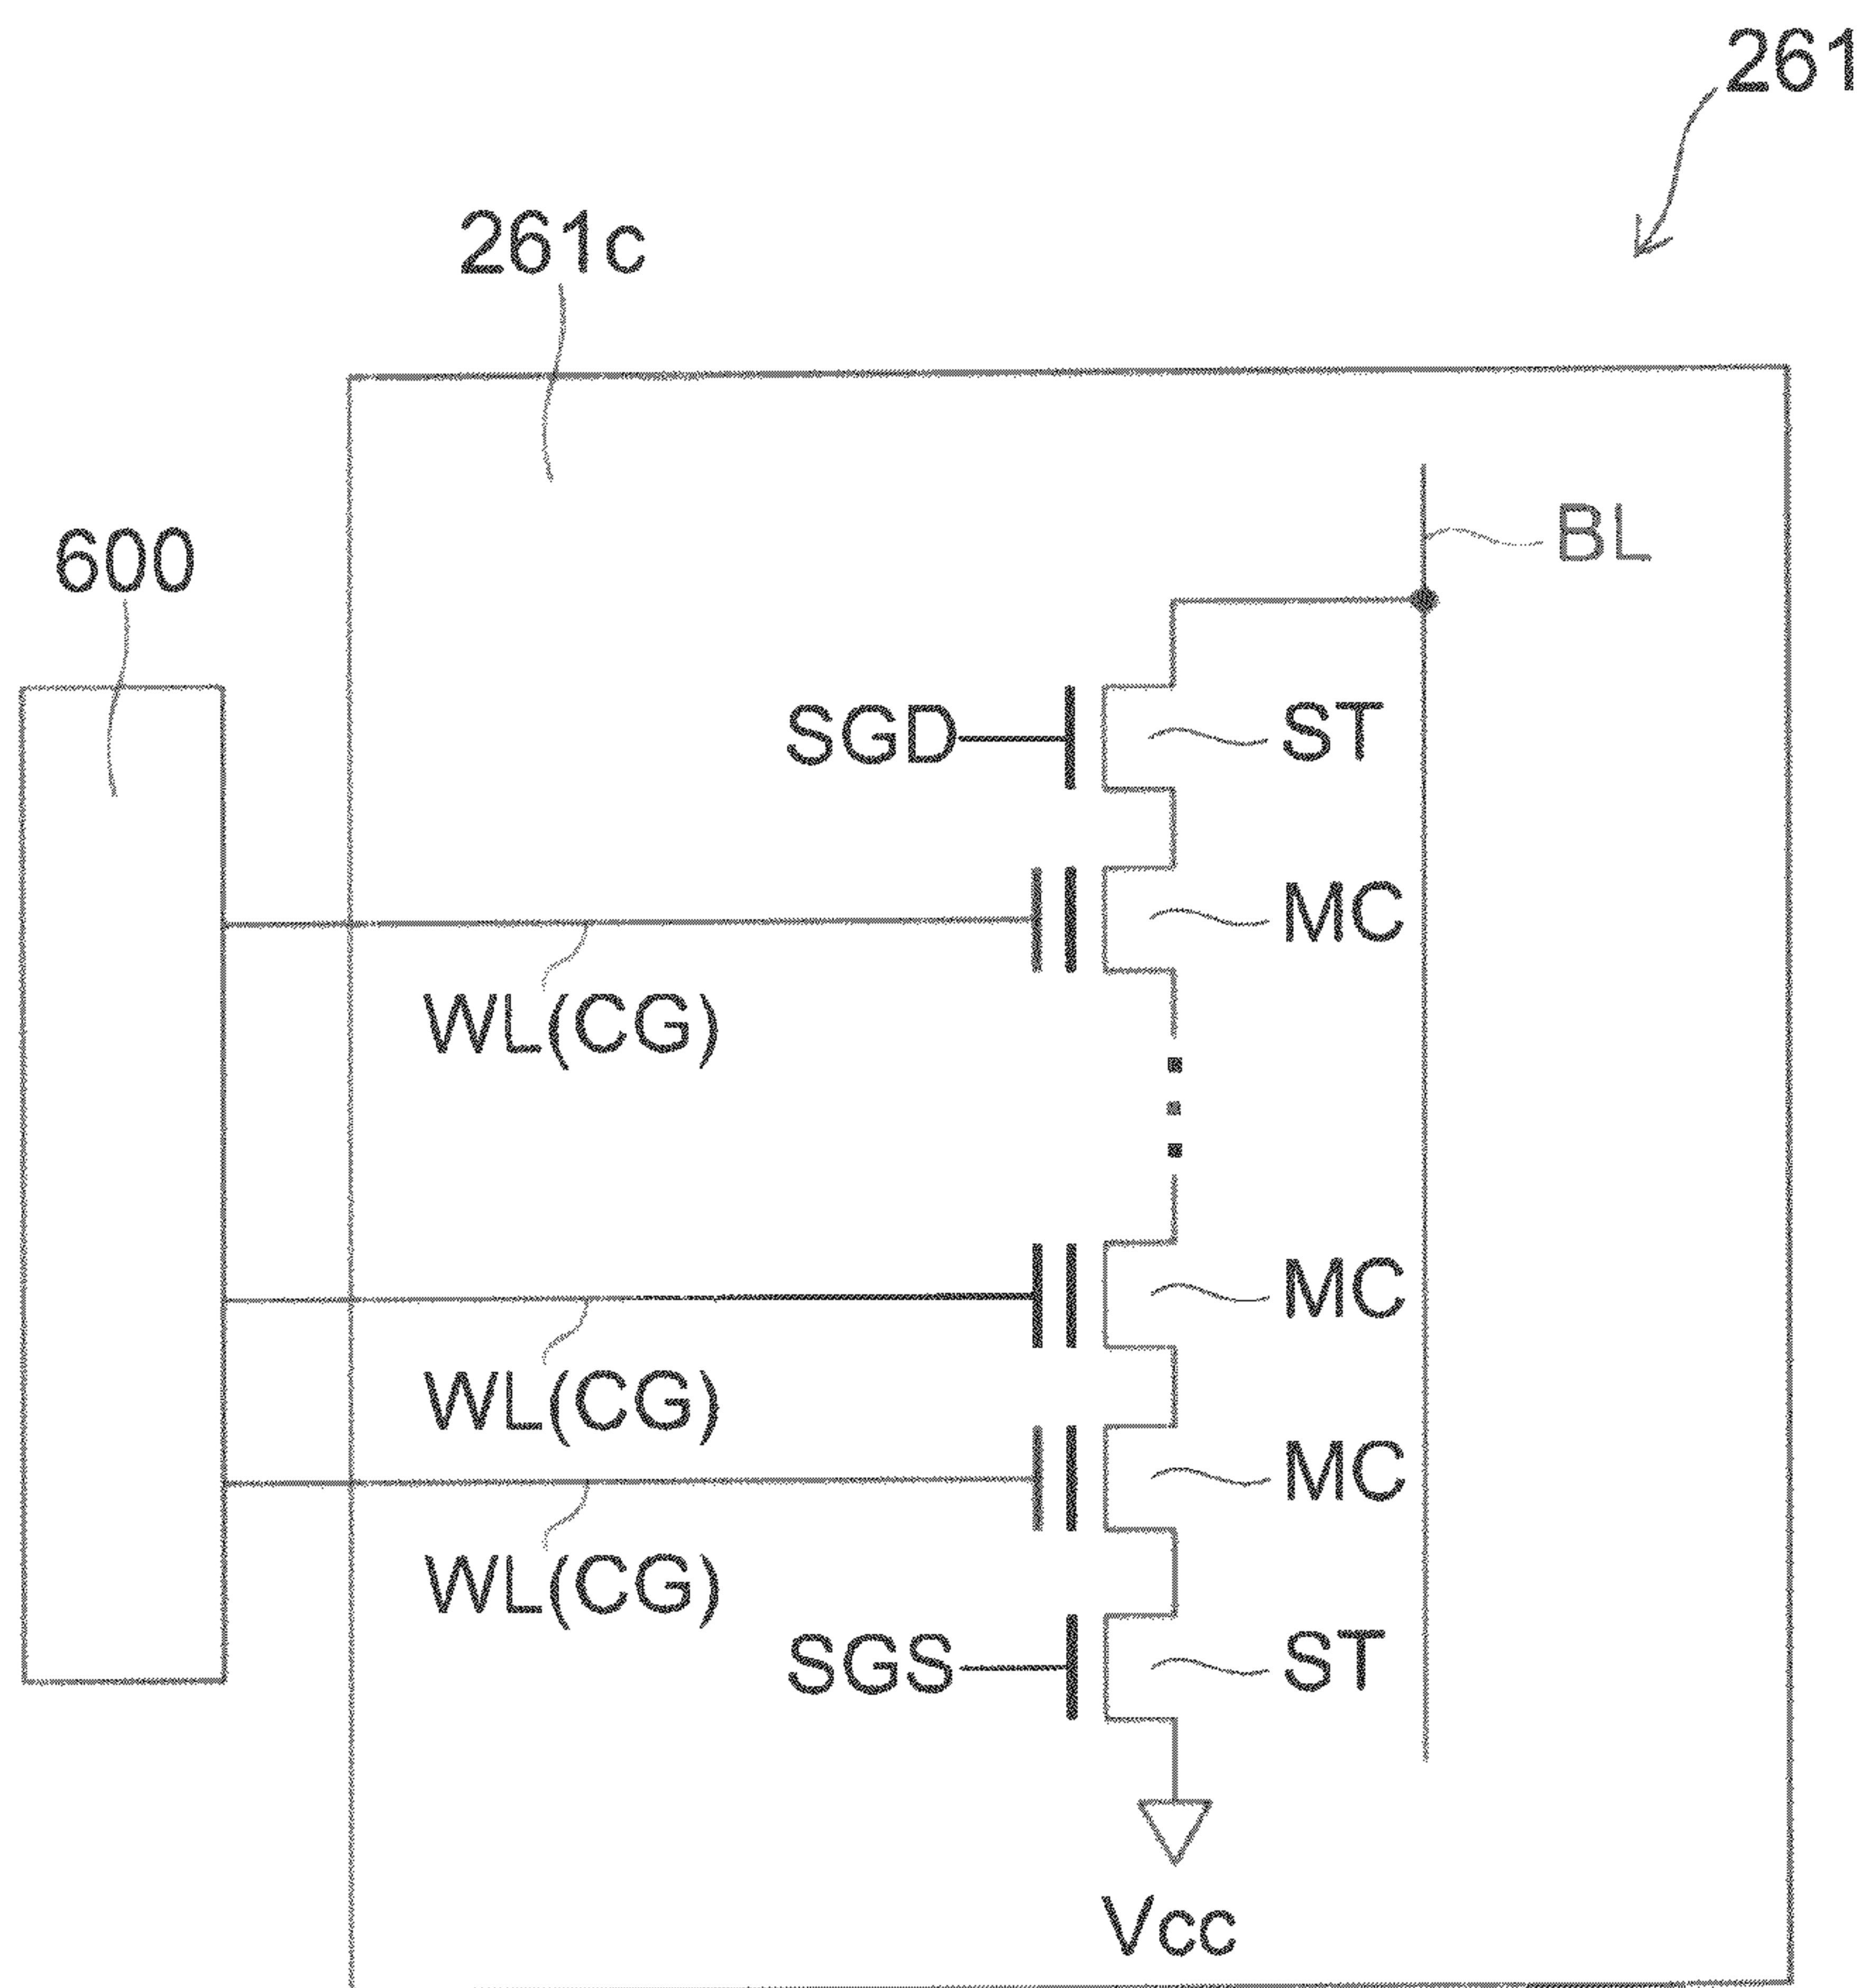 261
261c
BL
600
SGD ST
MC
WL(CG)
MC
WL(CG)
MC
WL(CG)
SGS ST
Vcc